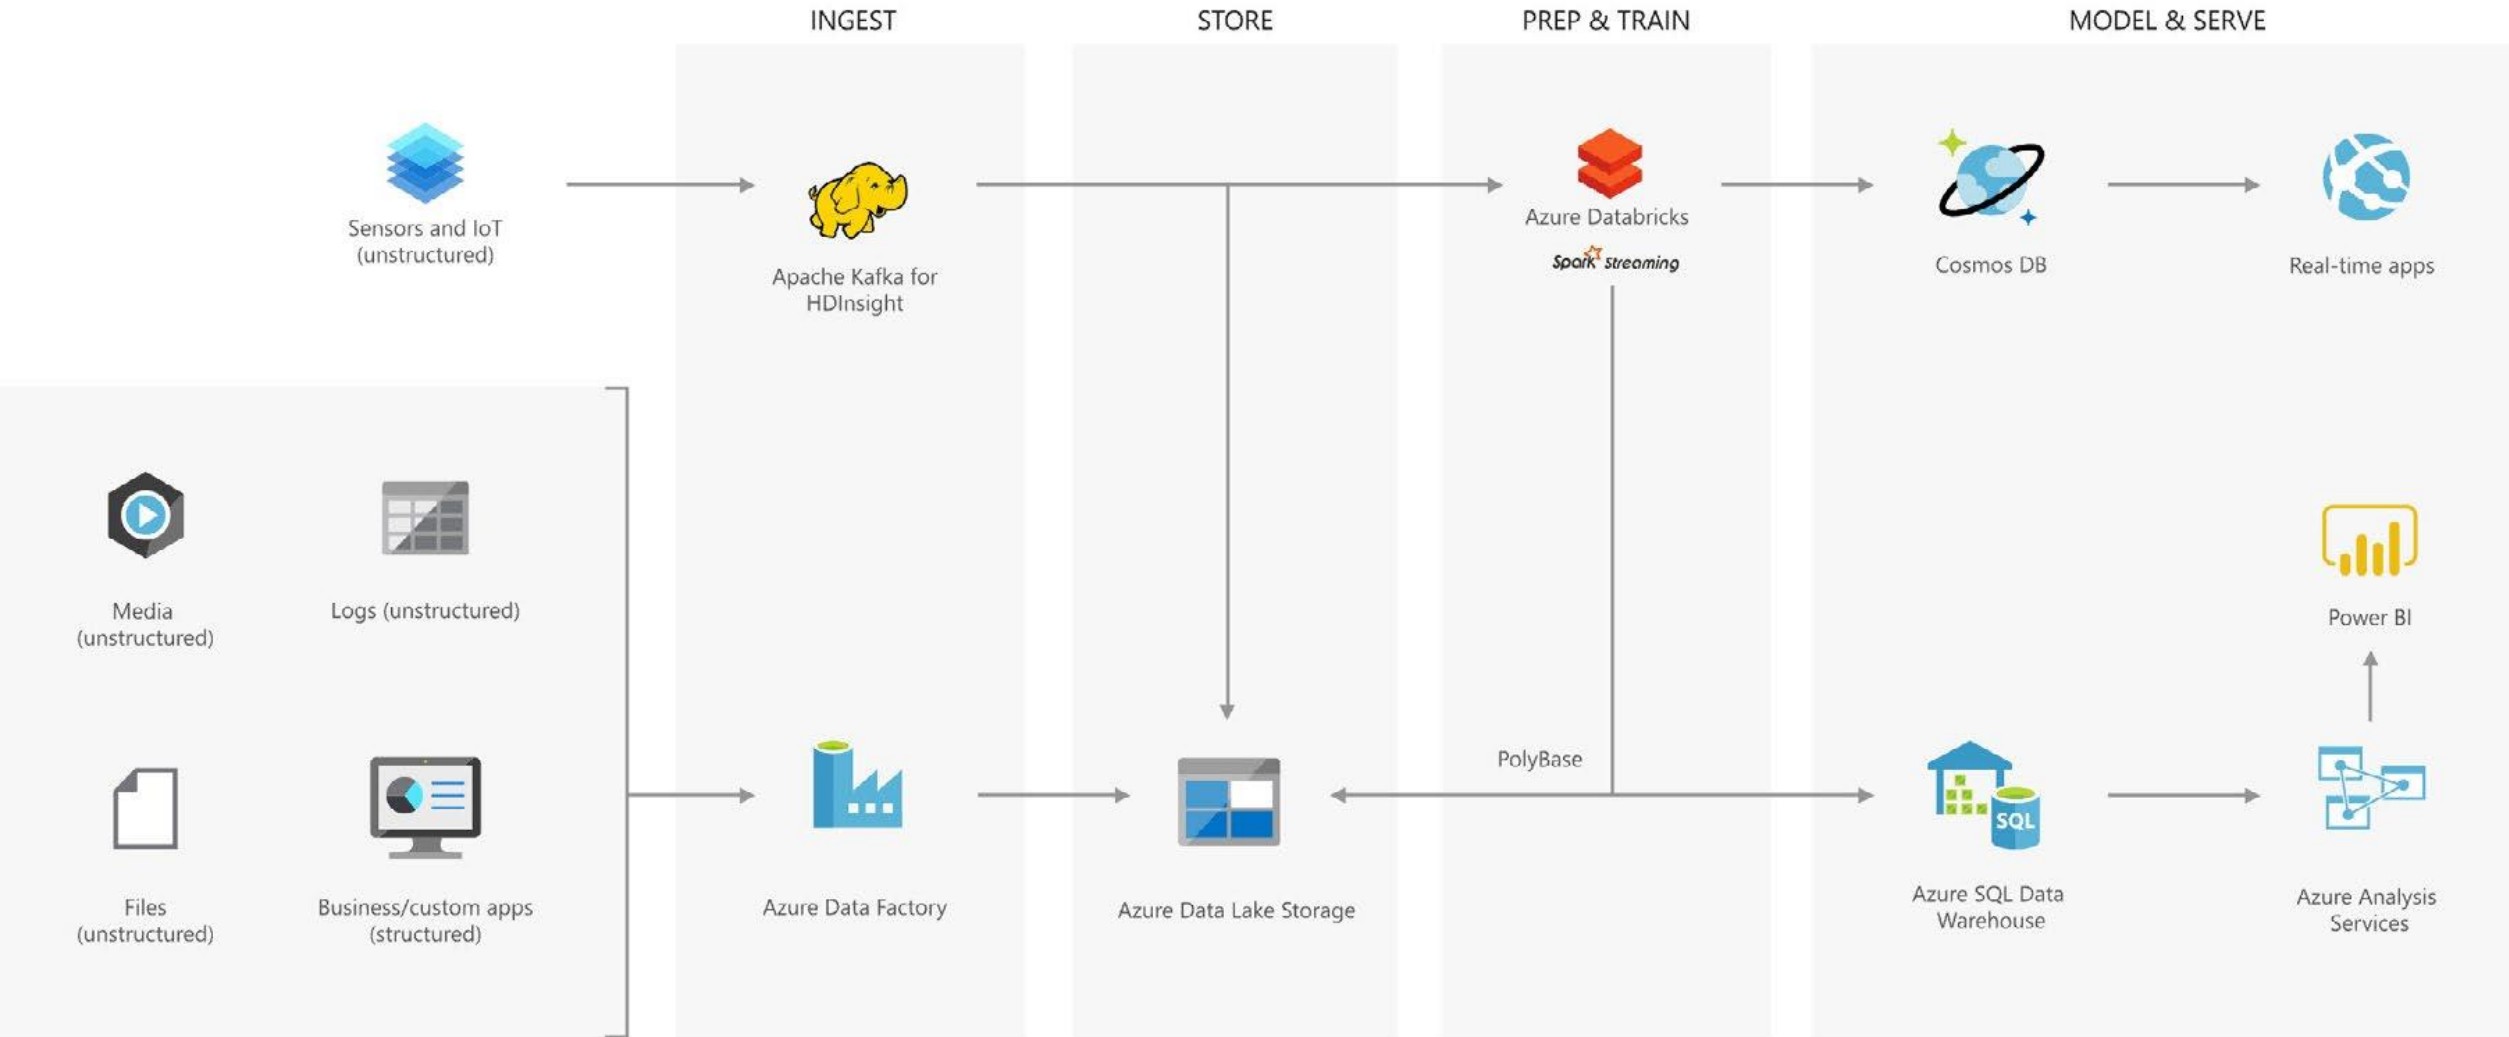 INGEST
STORE
PREP & TRAIN
MODEL & SERVE
Sensors and IoT
(unstructured)
Apache Kafka for
HDInsight
Azure Databricks
Spark Streaming
Cosmos DB
Real-time apps
Media
(unstructured)
Logs (unstructured)
Power BI
Files
(unstructured)
Business/custom apps
(structured)
Azure Data Factory
Azure Data Lake Storage
PolyBase
SQL
Azure SQL Data
Warehouse
Azure Analysis
Services